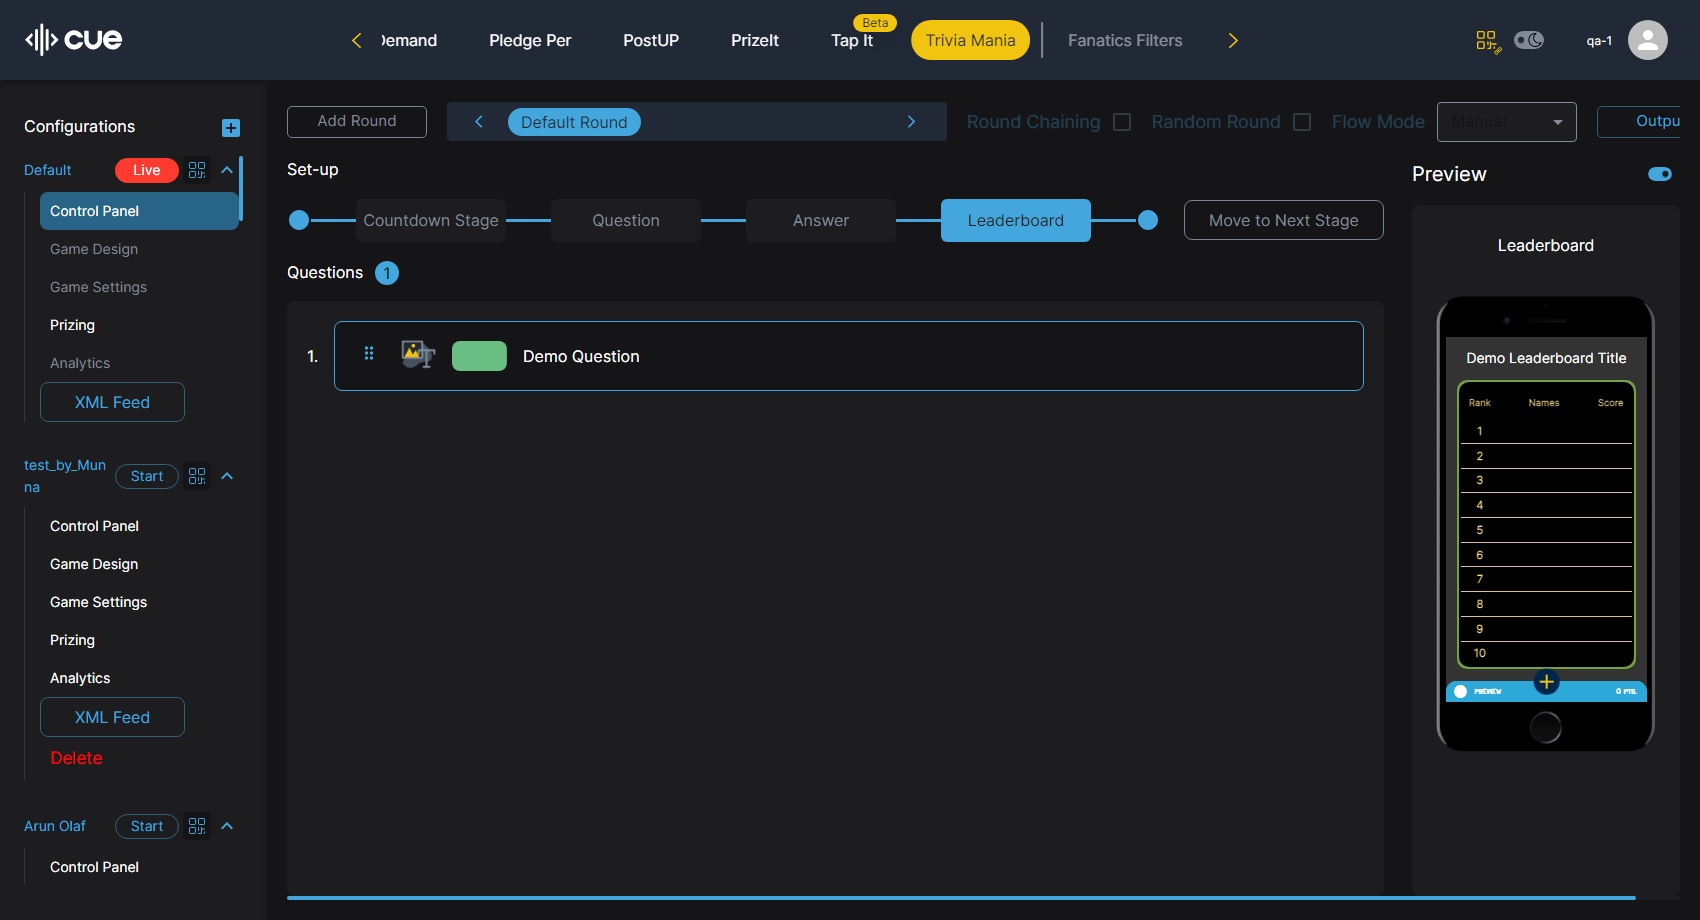 cue
Demand
Pledge Per
PostUP
PrizeIt
Tap It
Beta
Trivia Mania
Fanatics Filters
qa-1
Configurations
Default
Live
Control Panel
Game Design
Game Settings
Prizing
Analytics
XML Feed
test_by_Mun
na
Start
Control Panel
Game Design
Game Settings
Prizing
Analytics
XML Feed
Delete
Arun Olaf
Start
Control Panel
Add Round
Default Round
Round Chaining
Random Round
Flow Mode
Manual
Outpu
Set-up
Countdown Stage
Question
Answer
Leaderboard
Move to Next Stage
Questions 1
1.
Demo Question
Preview
Leaderboard
Demo Leaderboard Title
Rank Names Score
1
2
3
4
5
6
7
8
9
10
PREVIEW
0 PTS.